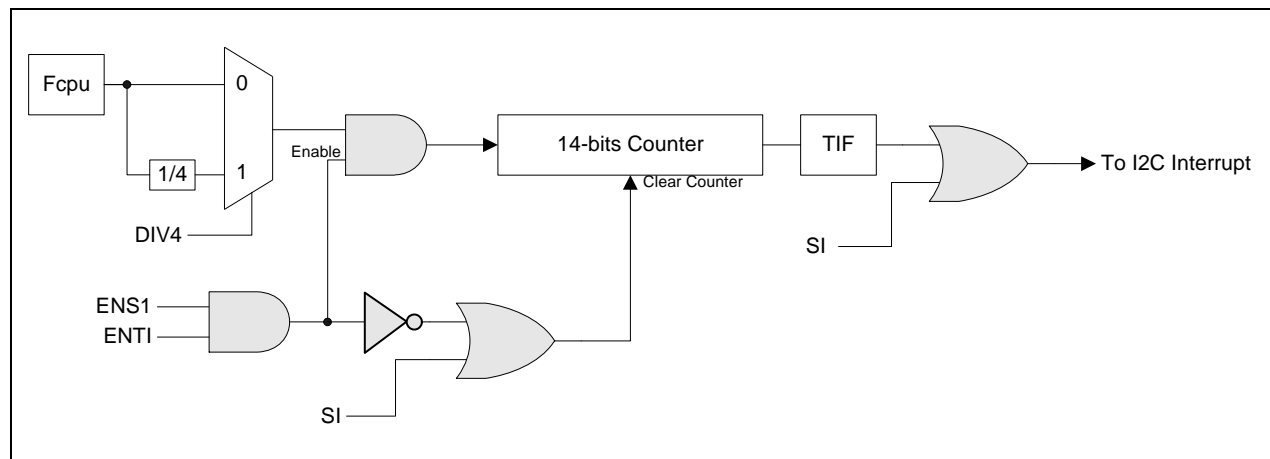 Fcpu
0
1/4
1
DIV4
Enable
14-bits Counter
Clear Counter
TIF
To I2C Interrupt
SI
ENS1
ENTI
SI